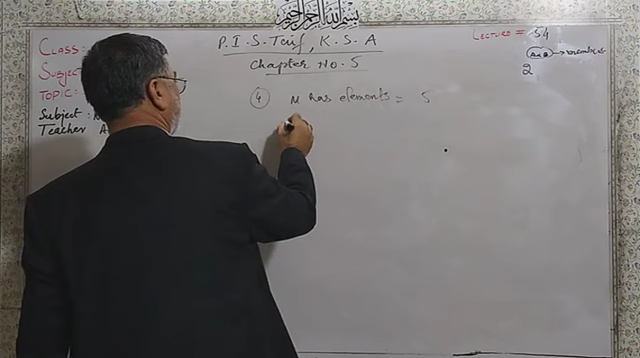 بسم الله الرحمن الرحيم
P.I.S Taif, K.S.A
Chapter No. 5
LECTURE = 54
CLASS:
SUBJECT
TOPIC:
Subject:
Teacher A
A×B → members
2
④ M has elements = 5